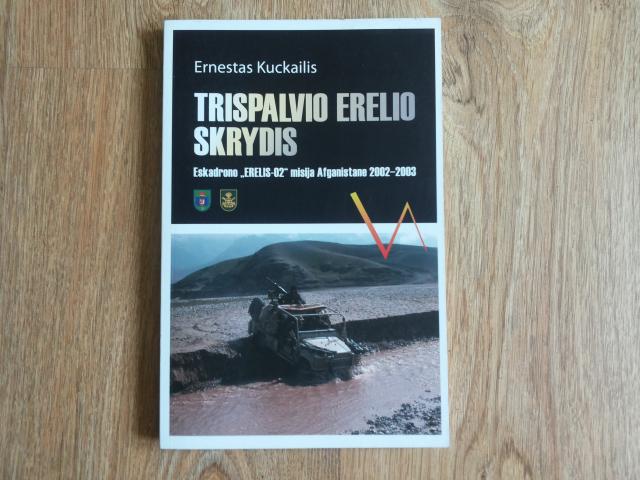 Ernestas Kuckailis
TRISPALVIO ERELIO
SKRYDIS
Eskadrono „ERELIS-02" misija Afganistane 2002–2003